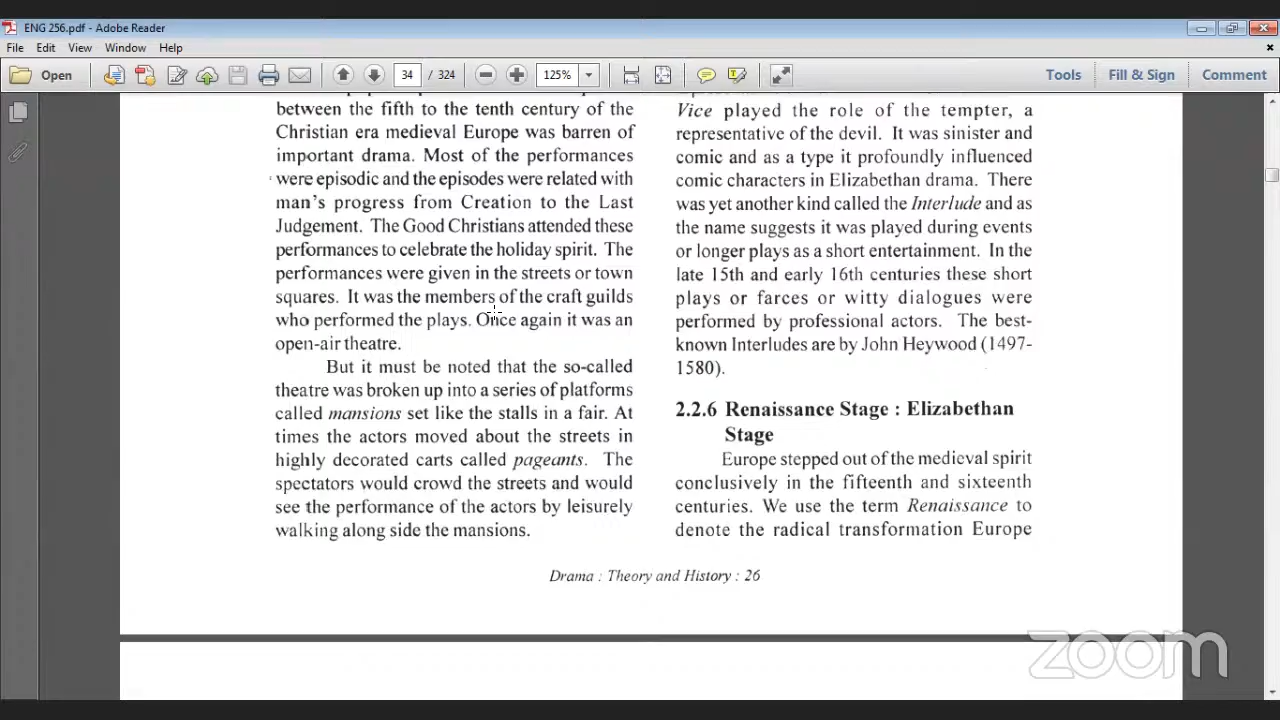 ENG 256.pdf - Adobe Reader
File Edit View Window Help
Open 34 / 324 125% Tools Fill & Sign Comment
between the fifth to the tenth century of the
Christian era medieval Europe was barren of
important drama. Most of the performances
were episodic and the episodes were related with
man's progress from Creation to the Last
Judgement. The Good Christians attended these
performances to celebrate the holiday spirit. The
performances were given in the streets or town
squares. It was the members of the craft guilds
who performed the plays. Once again it was an
open-air theatre.
But it must be noted that the so-called
theatre was broken up into a series of platforms
called mansions set like the stalls in a fair. At
times the actors moved about the streets in
highly decorated carts called pageants. The
spectators would crowd the streets and would
see the performance of the actors by leisurely
walking along side the mansions.
Vice played the role of the tempter, a
representative of the devil. It was sinister and
comic and as a type it profoundly influenced
comic characters in Elizabethan drama. There
was yet another kind called the Interlude and as
the name suggests it was played during events
or longer plays as a short entertainment. In the
late 15th and early 16th centuries these short
plays or farces or witty dialogues were
performed by professional actors. The best-
known Interludes are by John Heywood (1497-
1580).
2.2.6 Renaissance Stage : Elizabethan
Stage
Europe stepped out of the medieval spirit
conclusively in the fifteenth and sixteenth
centuries. We use the term Renaissance to
denote the radical transformation Europe
Drama : Theory and History : 26
zoom